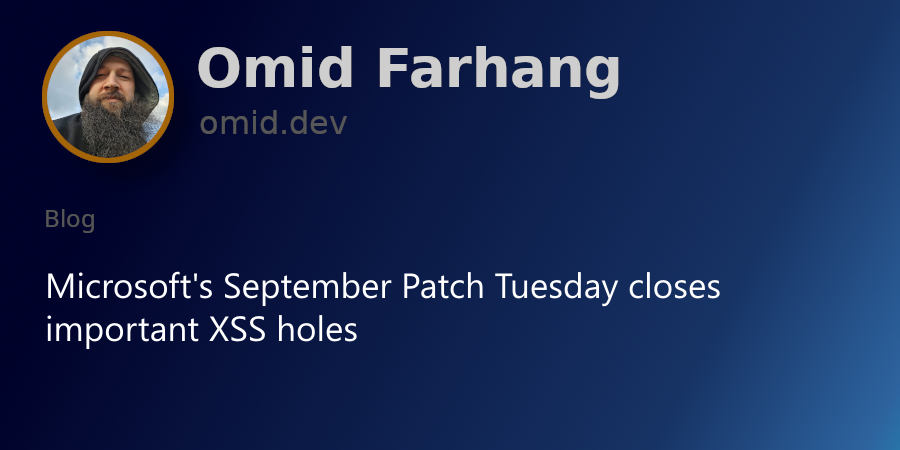 Omid Farhang
omid.dev
Blog
Microsoft's September Patch Tuesday closes
important XSS holes